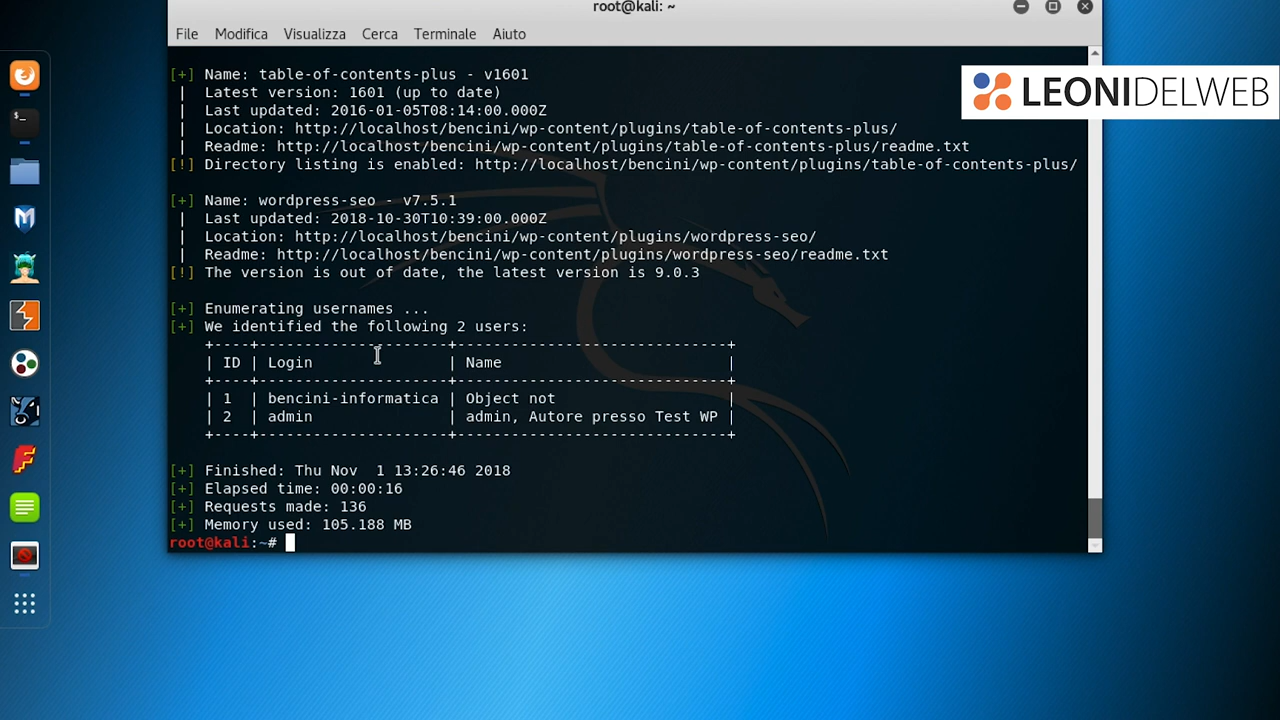 root@kali: ~
File Modifica Visualizza Cerca Terminale Aiuto
LEONIDELWEB
[+] Name: table-of-contents-plus - v1601
| Latest version: 1601 (up to date)
| Last updated: 2016-01-05T08:14:00.000Z
| Location: http://localhost/bencini/wp-content/plugins/table-of-contents-plus/
| Readme: http://localhost/bencini/wp-content/plugins/table-of-contents-plus/readme.txt
[!] Directory listing is enabled: http://localhost/bencini/wp-content/plugins/table-of-contents-plus/
[+] Name: wordpress-seo - v7.5.1
| Last updated: 2018-10-30T10:39:00.000Z
| Location: http://localhost/bencini/wp-content/plugins/wordpress-seo/
| Readme: http://localhost/bencini/wp-content/plugins/wordpress-seo/readme.txt
[!] The version is out of date, the latest version is 9.0.3
[+] Enumerating usernames ...
[+] We identified the following 2 users:
+----+---------------------+------------------------------+
| ID | Login | Name |
+----+---------------------+------------------------------+
| 1 | bencini-informatica | Object not |
| 2 | admin | admin, Autore presso Test WP |
+----+---------------------+------------------------------+
[+] Finished: Thu Nov 1 13:26:46 2018
[+] Elapsed time: 00:00:16
[+] Requests made: 136
[+] Memory used: 105.188 MB
root@kali:~#